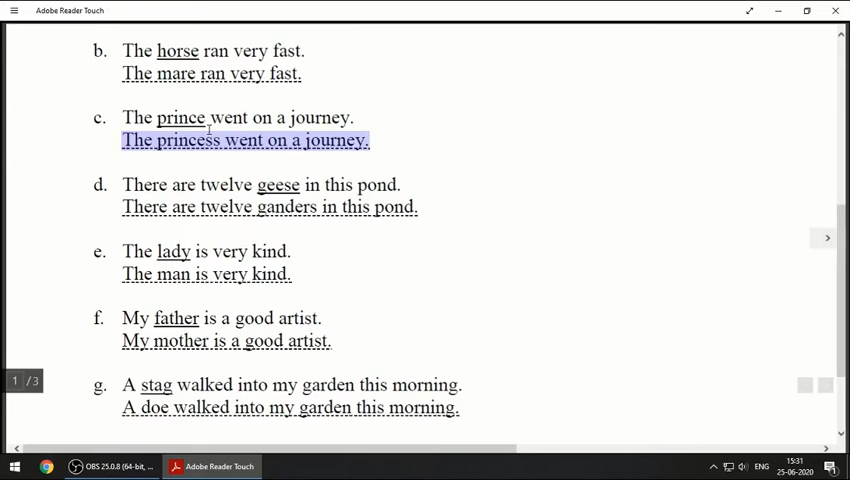 Adobe Reader Touch
b. The horse ran very fast.
The mare ran very fast.
c. The prince went on a journey.
The princess went on a journey.
d. There are twelve geese in this pond.
There are twelve ganders in this pond.
e. The lady is very kind.
The man is very kind.
f. My father is a good artist.
My mother is a good artist.
1 / 3
g. A stag walked into my garden this morning.
A doe walked into my garden this morning.
OBS 25.0.8 (64-bit, ...
Adobe Reader Touch
ENG
15:31
25-06-2020